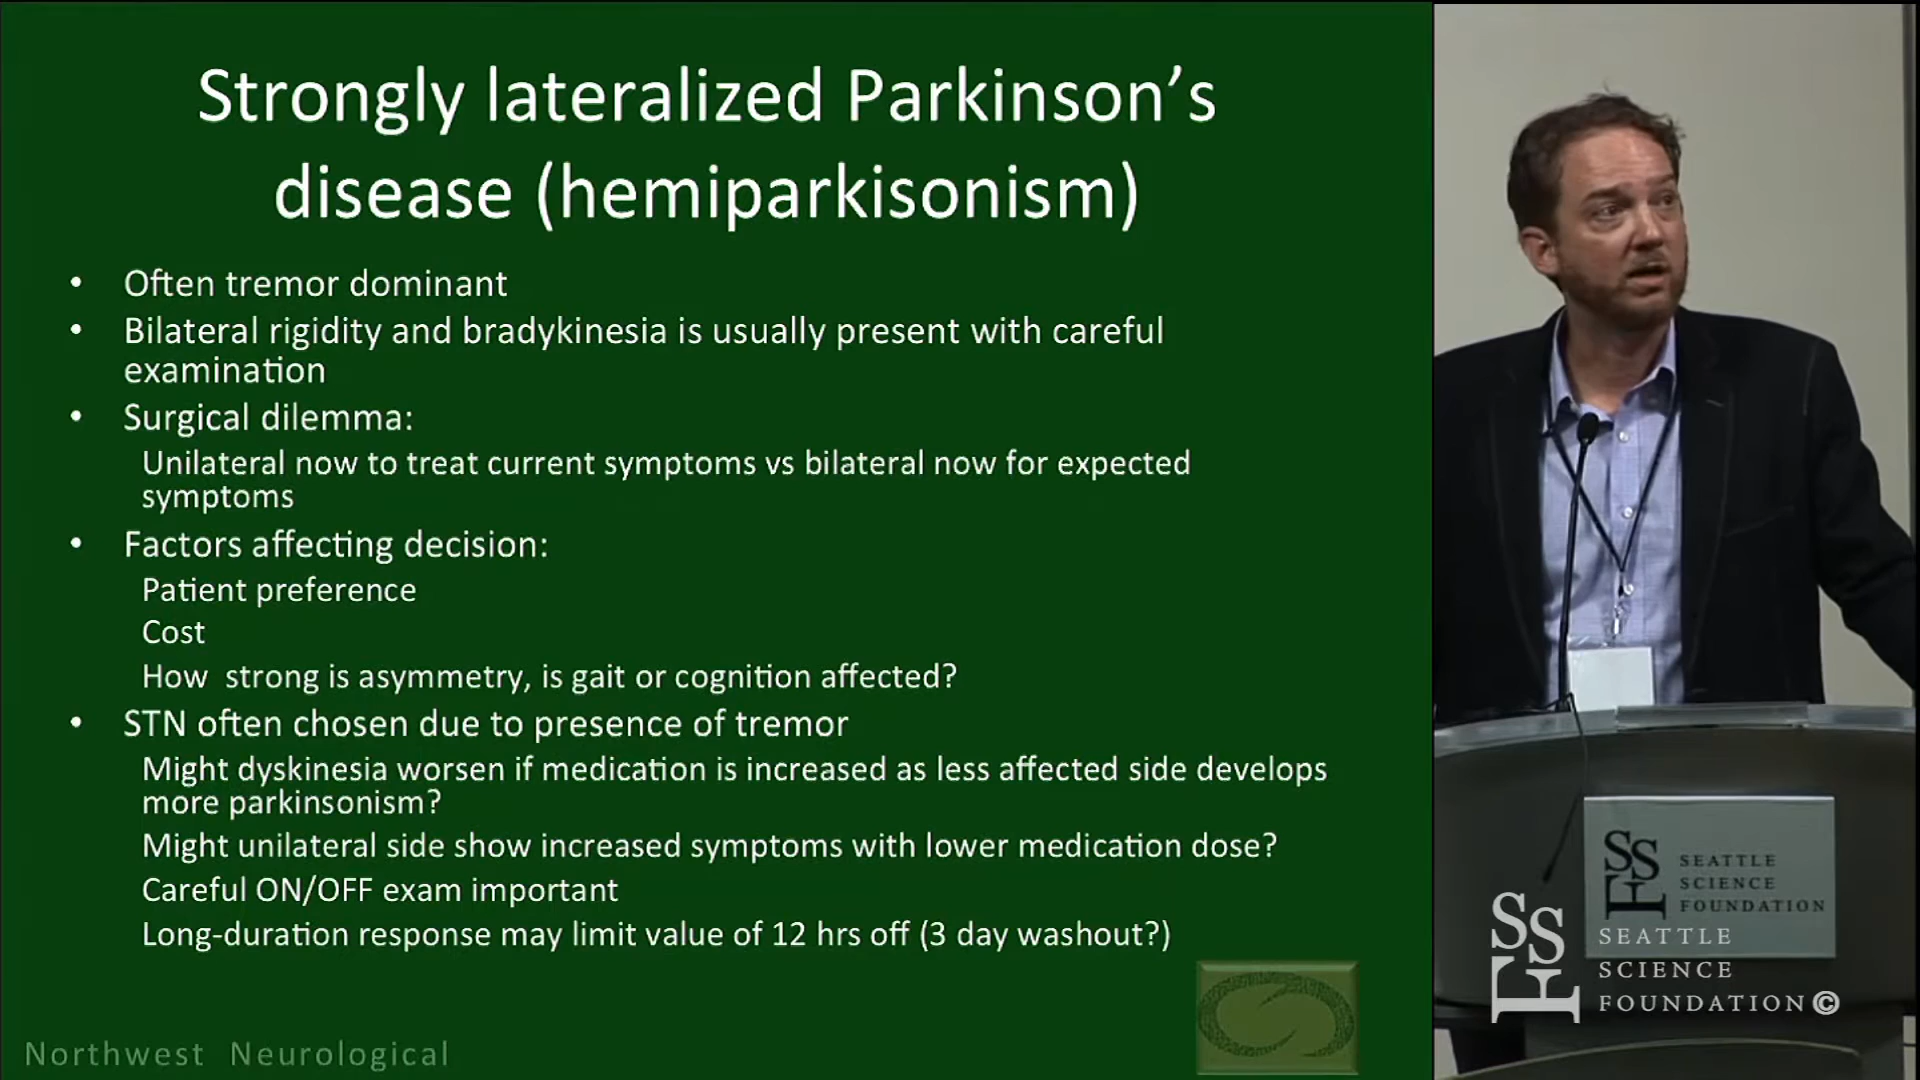 Strongly lateralized Parkinson's
disease (hemiparkisonism)
• Often tremor dominant
• Bilateral rigidity and bradykinesia is usually present with careful
examination
• Surgical dilemma:
Unilateral now to treat current symptoms vs bilateral now for expected
symptoms
• Factors affecting decision:
Patient preference
Cost
How  strong is asymmetry, is gait or cognition affected?
• STN often chosen due to presence of tremor
Might dyskinesia worsen if medication is increased as less affected side develops
more parkinsonism?
Might unilateral side show increased symptoms with lower medication dose?
Careful ON/OFF exam important
Long-duration response may limit value of 12 hrs off (3 day washout?)
Northwest Neurological
SSF
SEATTLE
SCIENCE
FOUNDATION
SSF
SEATTLE
SCIENCE
FOUNDATION©